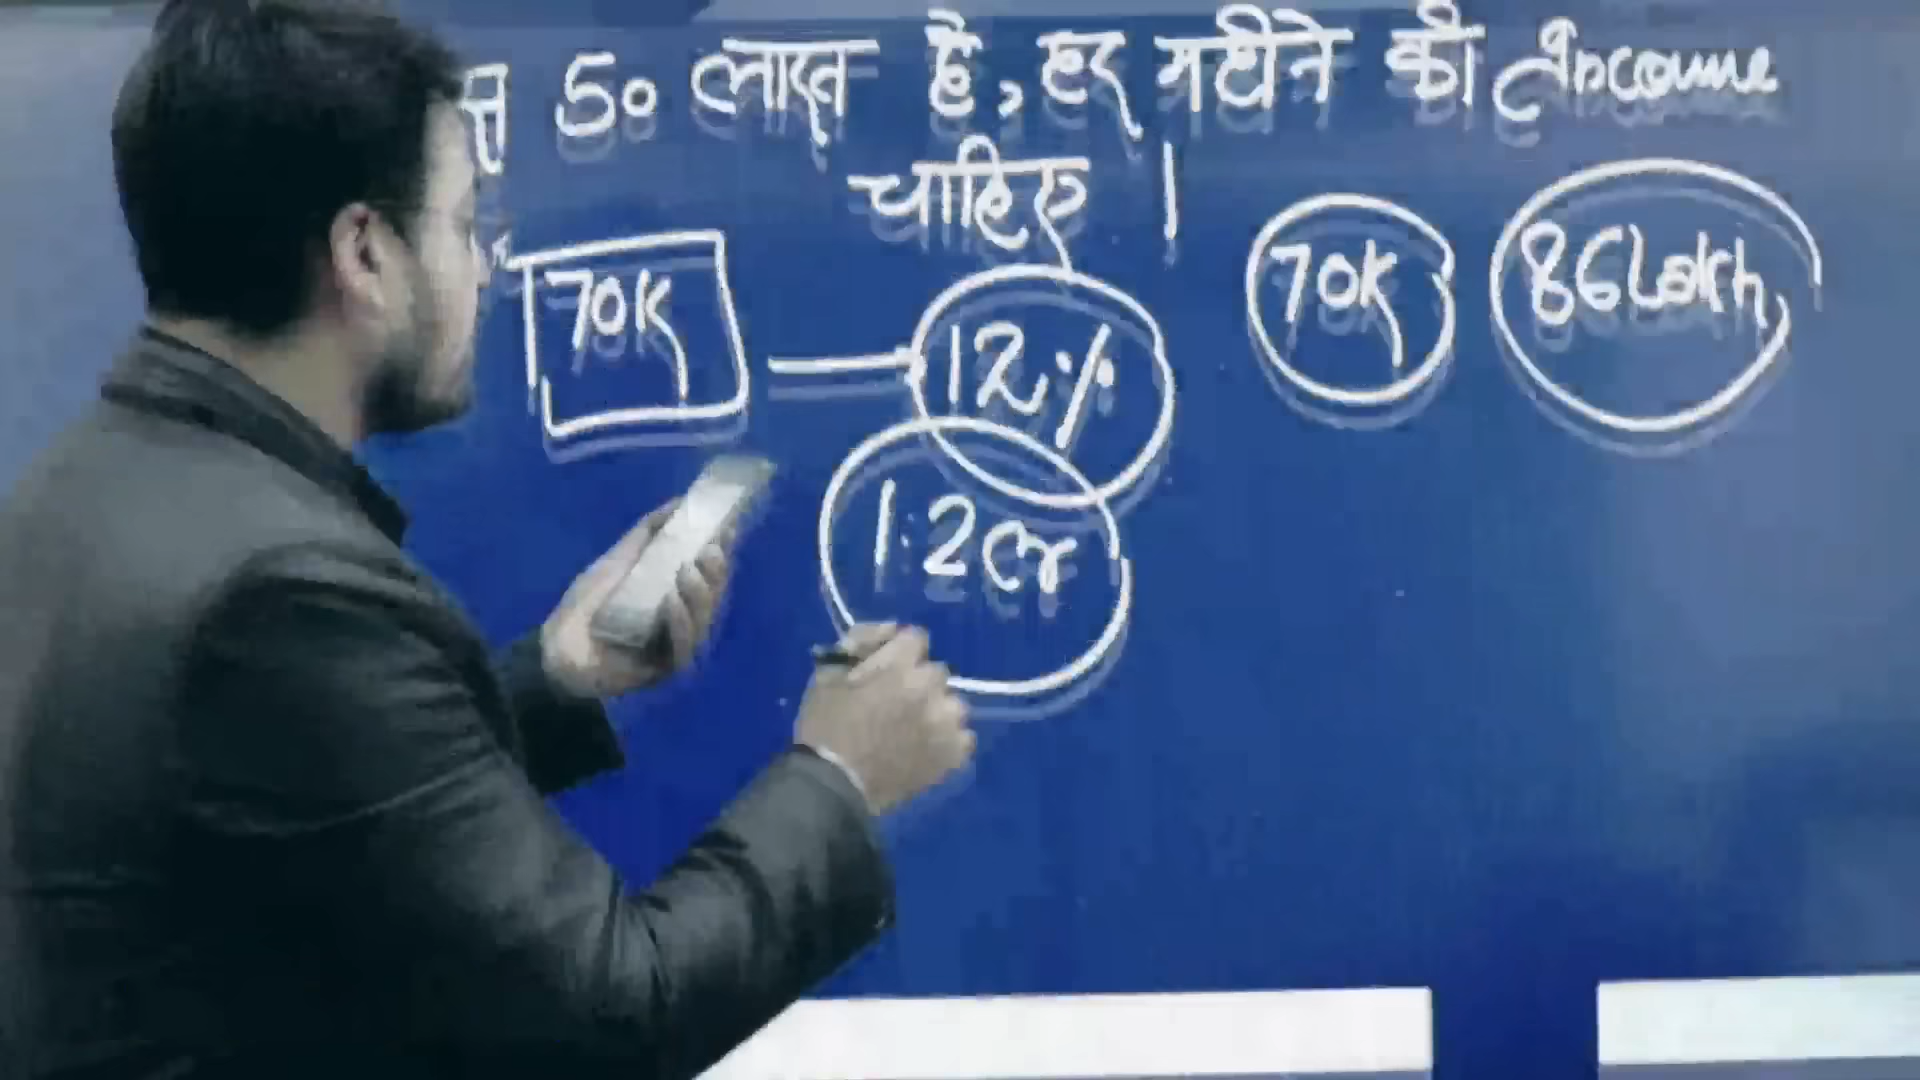 50 लाख है, हर महीने की Income
चाहिए ।
70K 12% 70K 86Lakh
1.2Cr